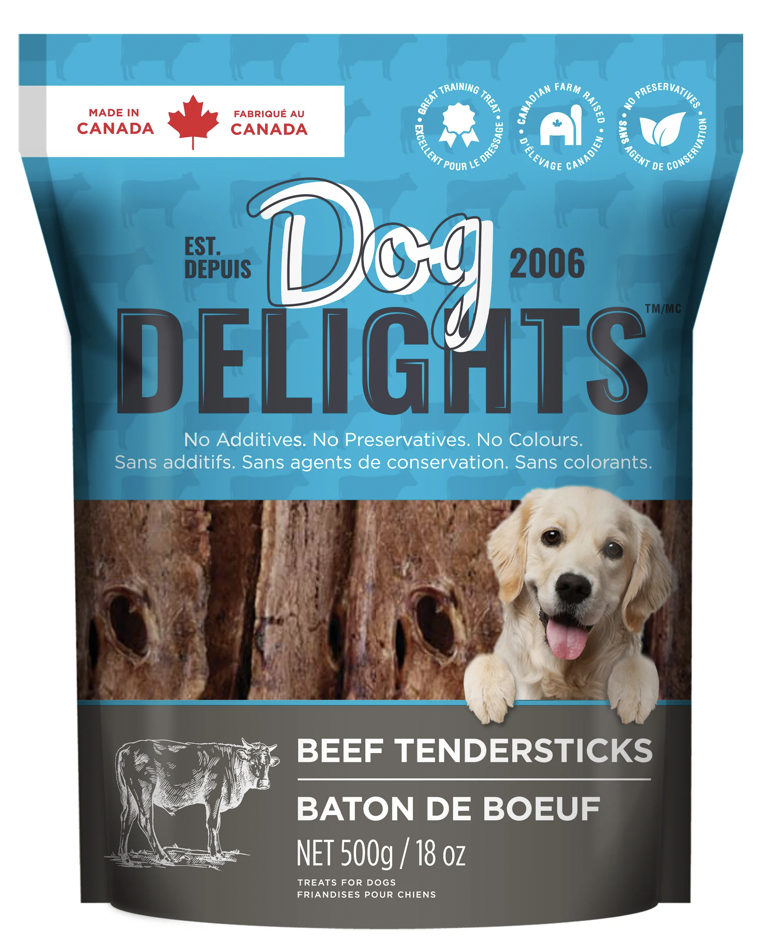 MADE IN
CANADA
FABRIQUÉ AU
CANADA
• GREAT TRAINING TREAT •
EXCELLENT POUR LE DRESSAGE
• CANADIAN FARM RAISED •
D'ÉLEVAGE CANADIEN
• NO PRESERVATIVES •
SANS AGENT DE CONSERVATION
EST.
DEPUIS
Dog
2006
DELIGHTS TM/MC
No Additives. No Preservatives. No Colours.
Sans additifs. Sans agents de conservation. Sans colorants.
BEEF TENDERSTICKS
BATON DE BOEUF
NET 500g / 18 oz
TREATS FOR DOGS
FRIANDISES POUR CHIENS